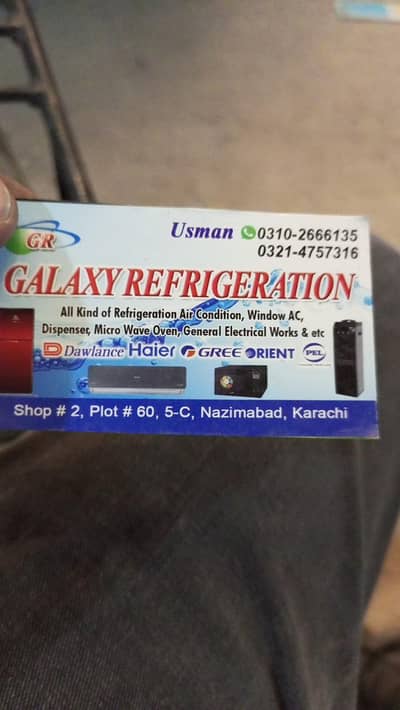 GR
Usman 0310-2666135
0321-4757316
GALAXY REFRIGERATION
All Kind of Refrigeration Air Condition, Window AC,
Dispenser, Micro Wave Oven, General Electrical Works & etc
Dawlance Haier GREE ORIENT PEL
Shop # 2, Plot # 60, 5-C, Nazimabad, Karachi